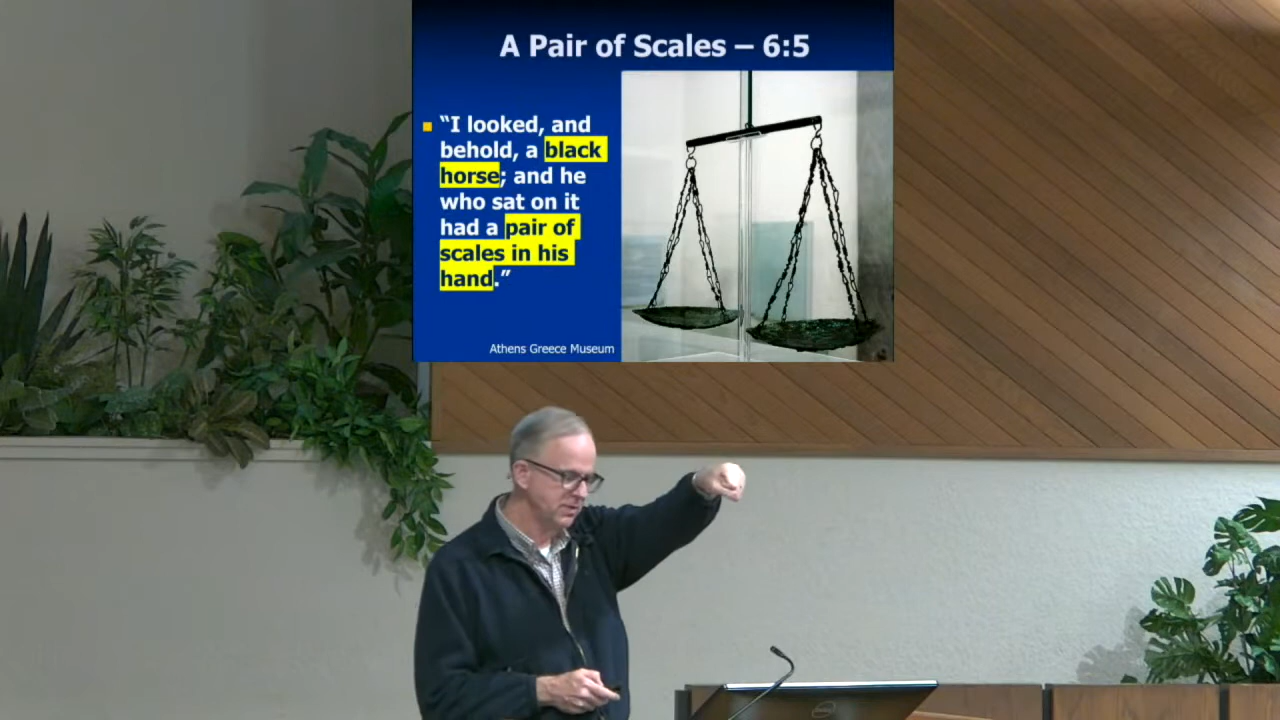 A Pair of Scales – 6:5
“I looked, and
behold, a black
horse; and he
who sat on it
had a pair of
scales in his
hand.”
Athens Greece Museum
DELL